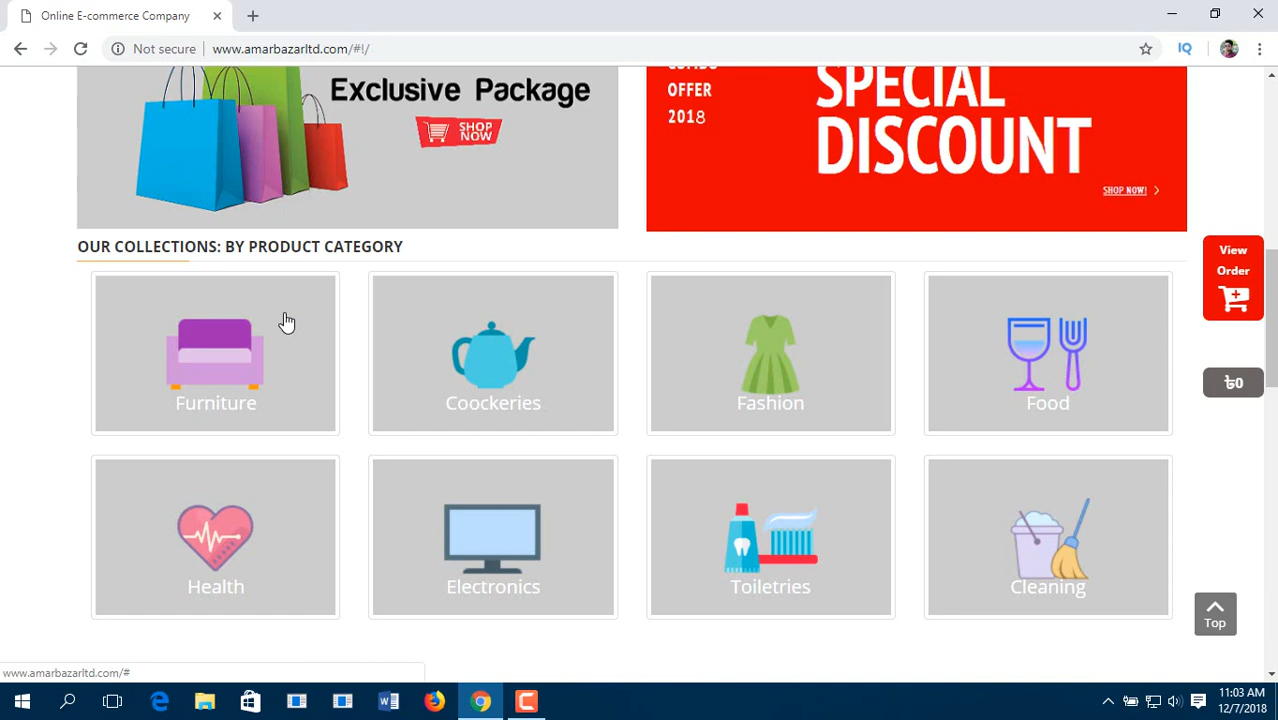 Online E-commerce Company
Not secure
www.amarbazarltd.com/#!/
IQ
Exclusive Package
SHOP
NOW
OFFER
2018
SPECIAL
DISCOUNT
SHOP NOW!
OUR COLLECTIONS: BY PRODUCT CATEGORY
View
Order
৳0
Furniture
Coockeries
Fashion
Food
Health
Electronics
Toiletries
Cleaning
Top
www.amarbazarltd.com/#
11:03 AM
12/7/2018